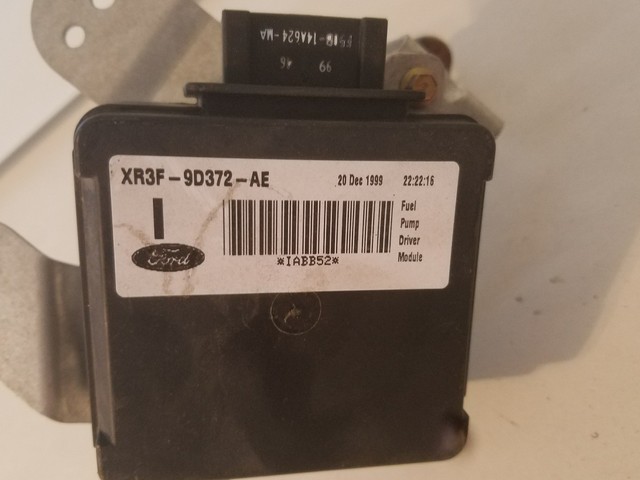 -14A624-MA
99 46
XR3F-9D372-AE 20 Dec 1999 22:22:16
I
Fuel
Pump
Driver
Module
Ford
*IABB52*